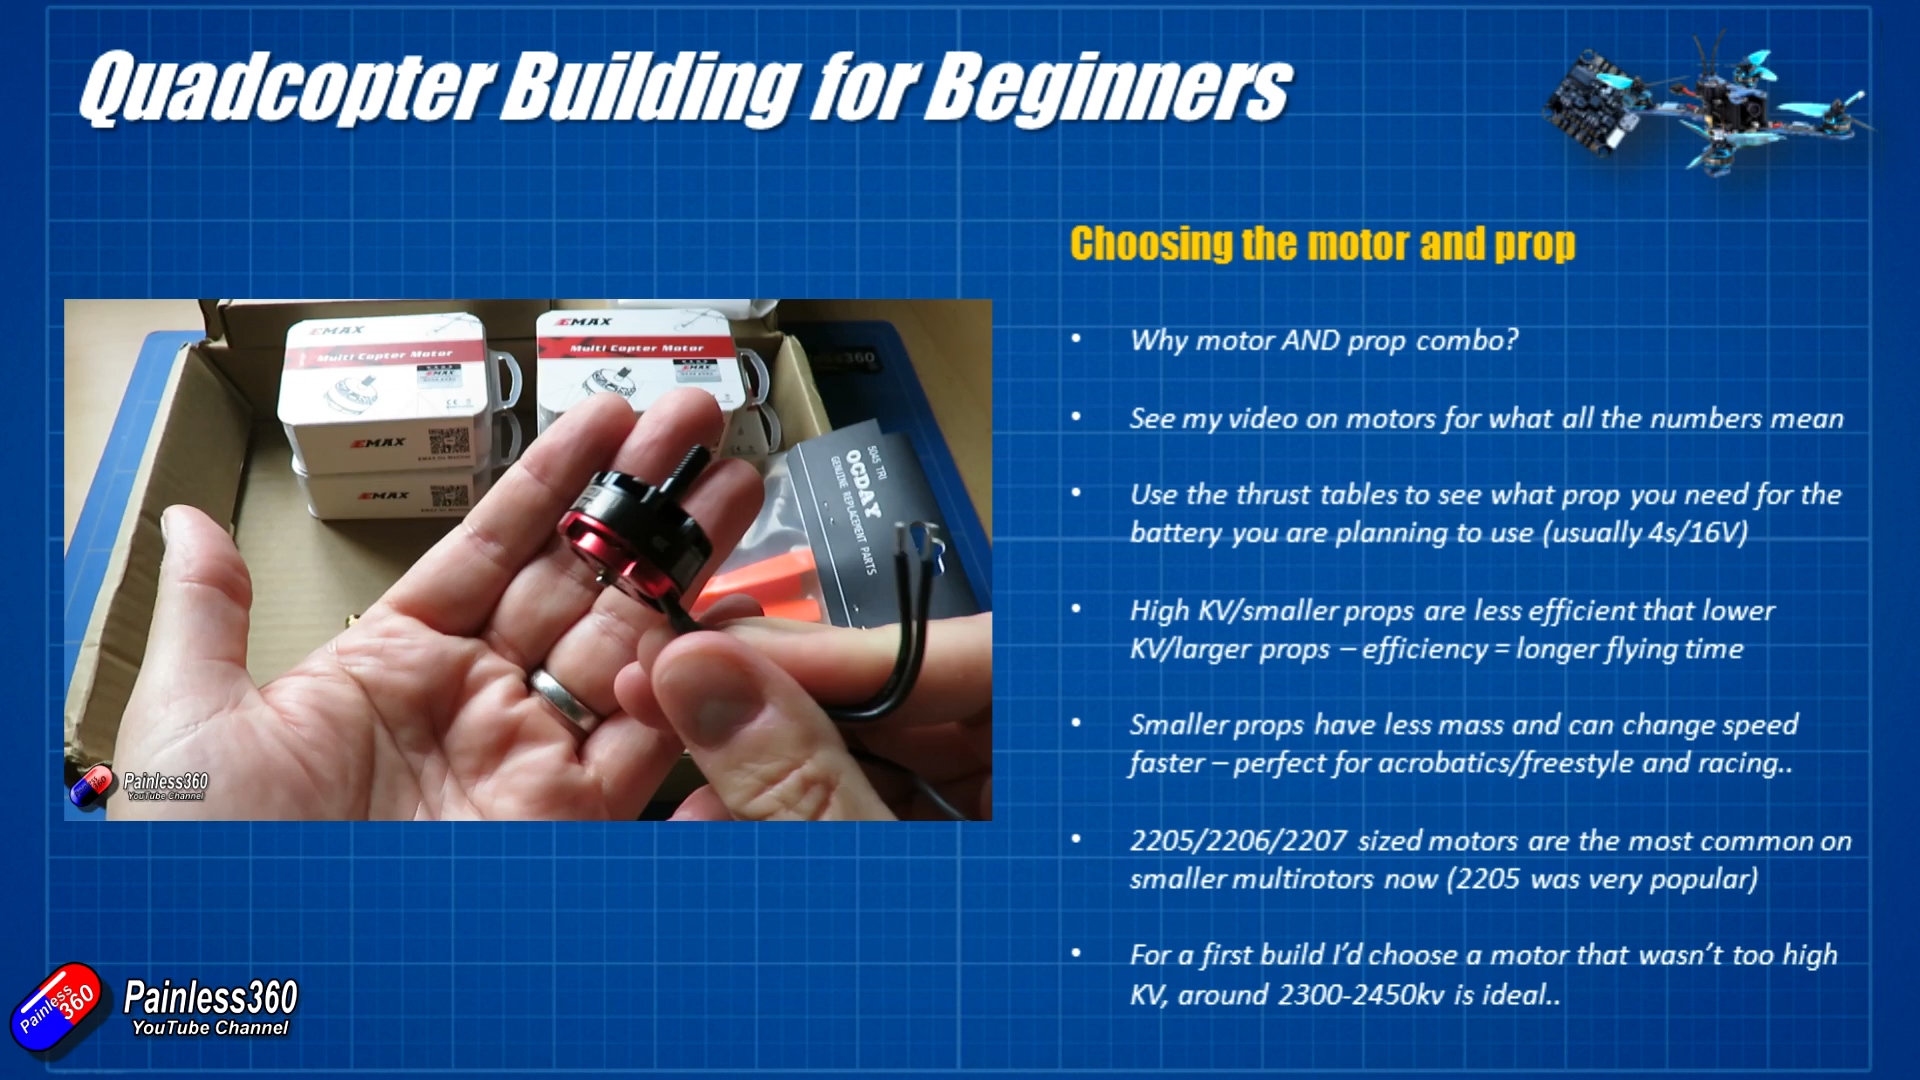 Quadcopter Building for Beginners
Choosing the motor and prop
• Why motor AND prop combo?
• See my video on motors for what all the numbers mean
• Use the thrust tables to see what prop you need for the
battery you are planning to use (usually 4s/16V)
• High KV/smaller props are less efficient that lower
KV/larger props – efficiency = longer flying time
• Smaller props have less mass and can change speed
faster – perfect for acrobatics/freestyle and racing..
• 2205/2206/2207 sized motors are the most common on
smaller multirotors now (2205 was very popular)
• For a first build I'd choose a motor that wasn't too high
KV, around 2300-2450kv is ideal..
EMAX
Multi Copter Motor
EMAX
EMAX
EMAX
EMAX
Multi Copter Motor
EMAX
5045 TRI
OCDAY
GENUINE REPLACEMENT PARTS
Painless360
YouTube Channel
Painless
360
Painless360
YouTube Channel